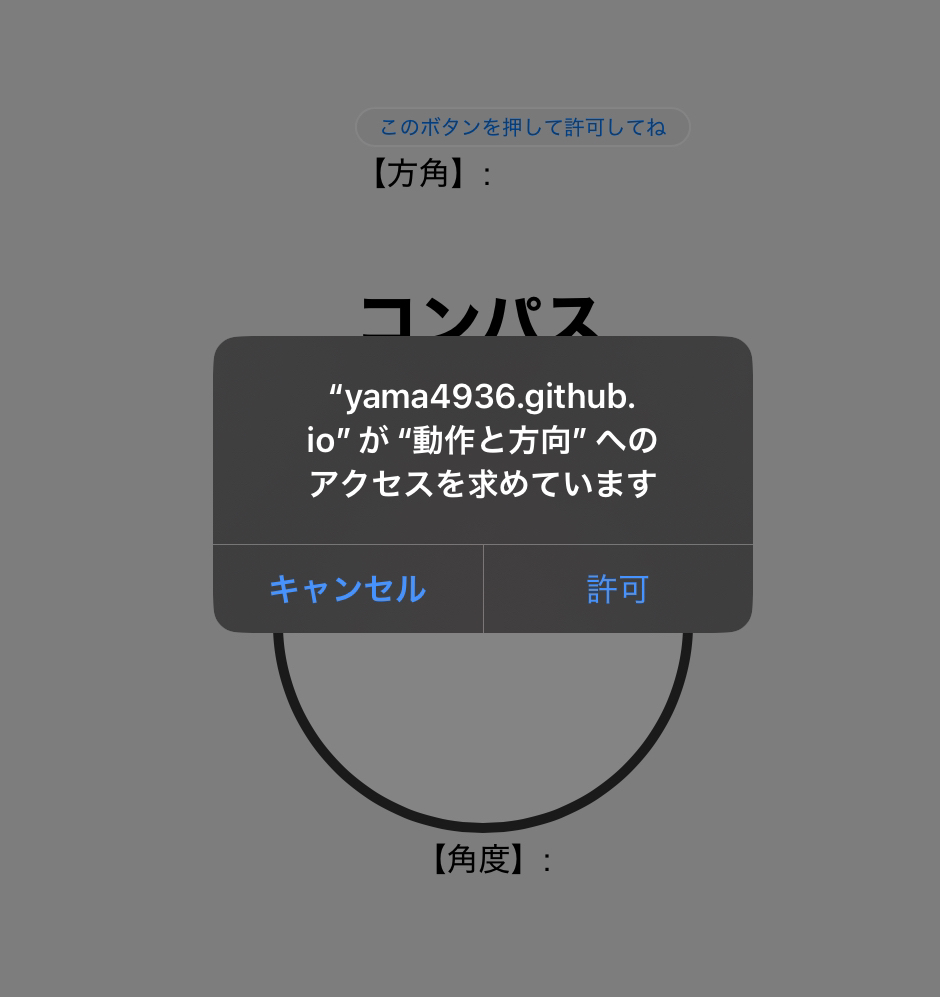 このボタンを押して許可してね
【方角】:
コンパス
“yama4936.github.
io” が “動作と方向” への
アクセスを求めています
キャンセル
許可
【角度】: